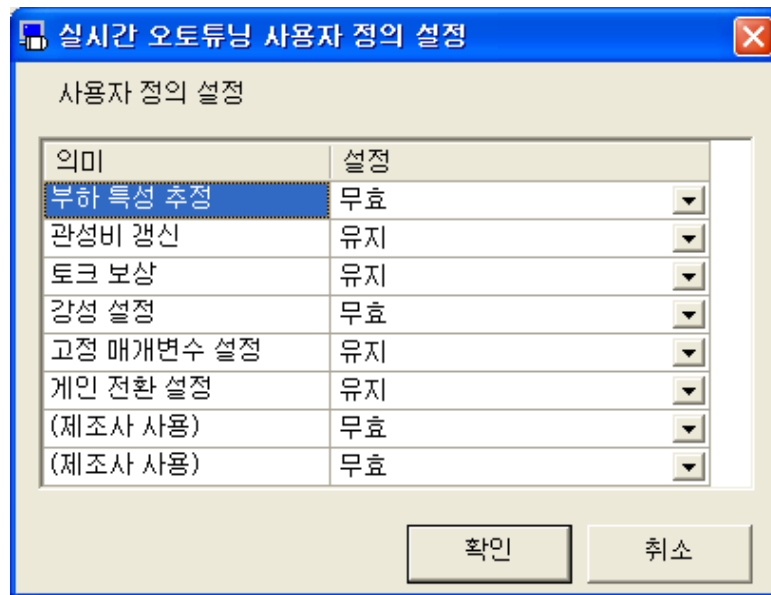 실시간 오토튜닝 사용자 정의 설정
사용자 정의 설정
의미 설정
부하 특성 추정 무효
관성비 갱신 유지
토크 보상 유지
강성 설정 무효
고정 매개변수 설정 유지
게인 전환 설정 유지
(제조사 사용) 무효
(제조사 사용) 무효
확인 취소